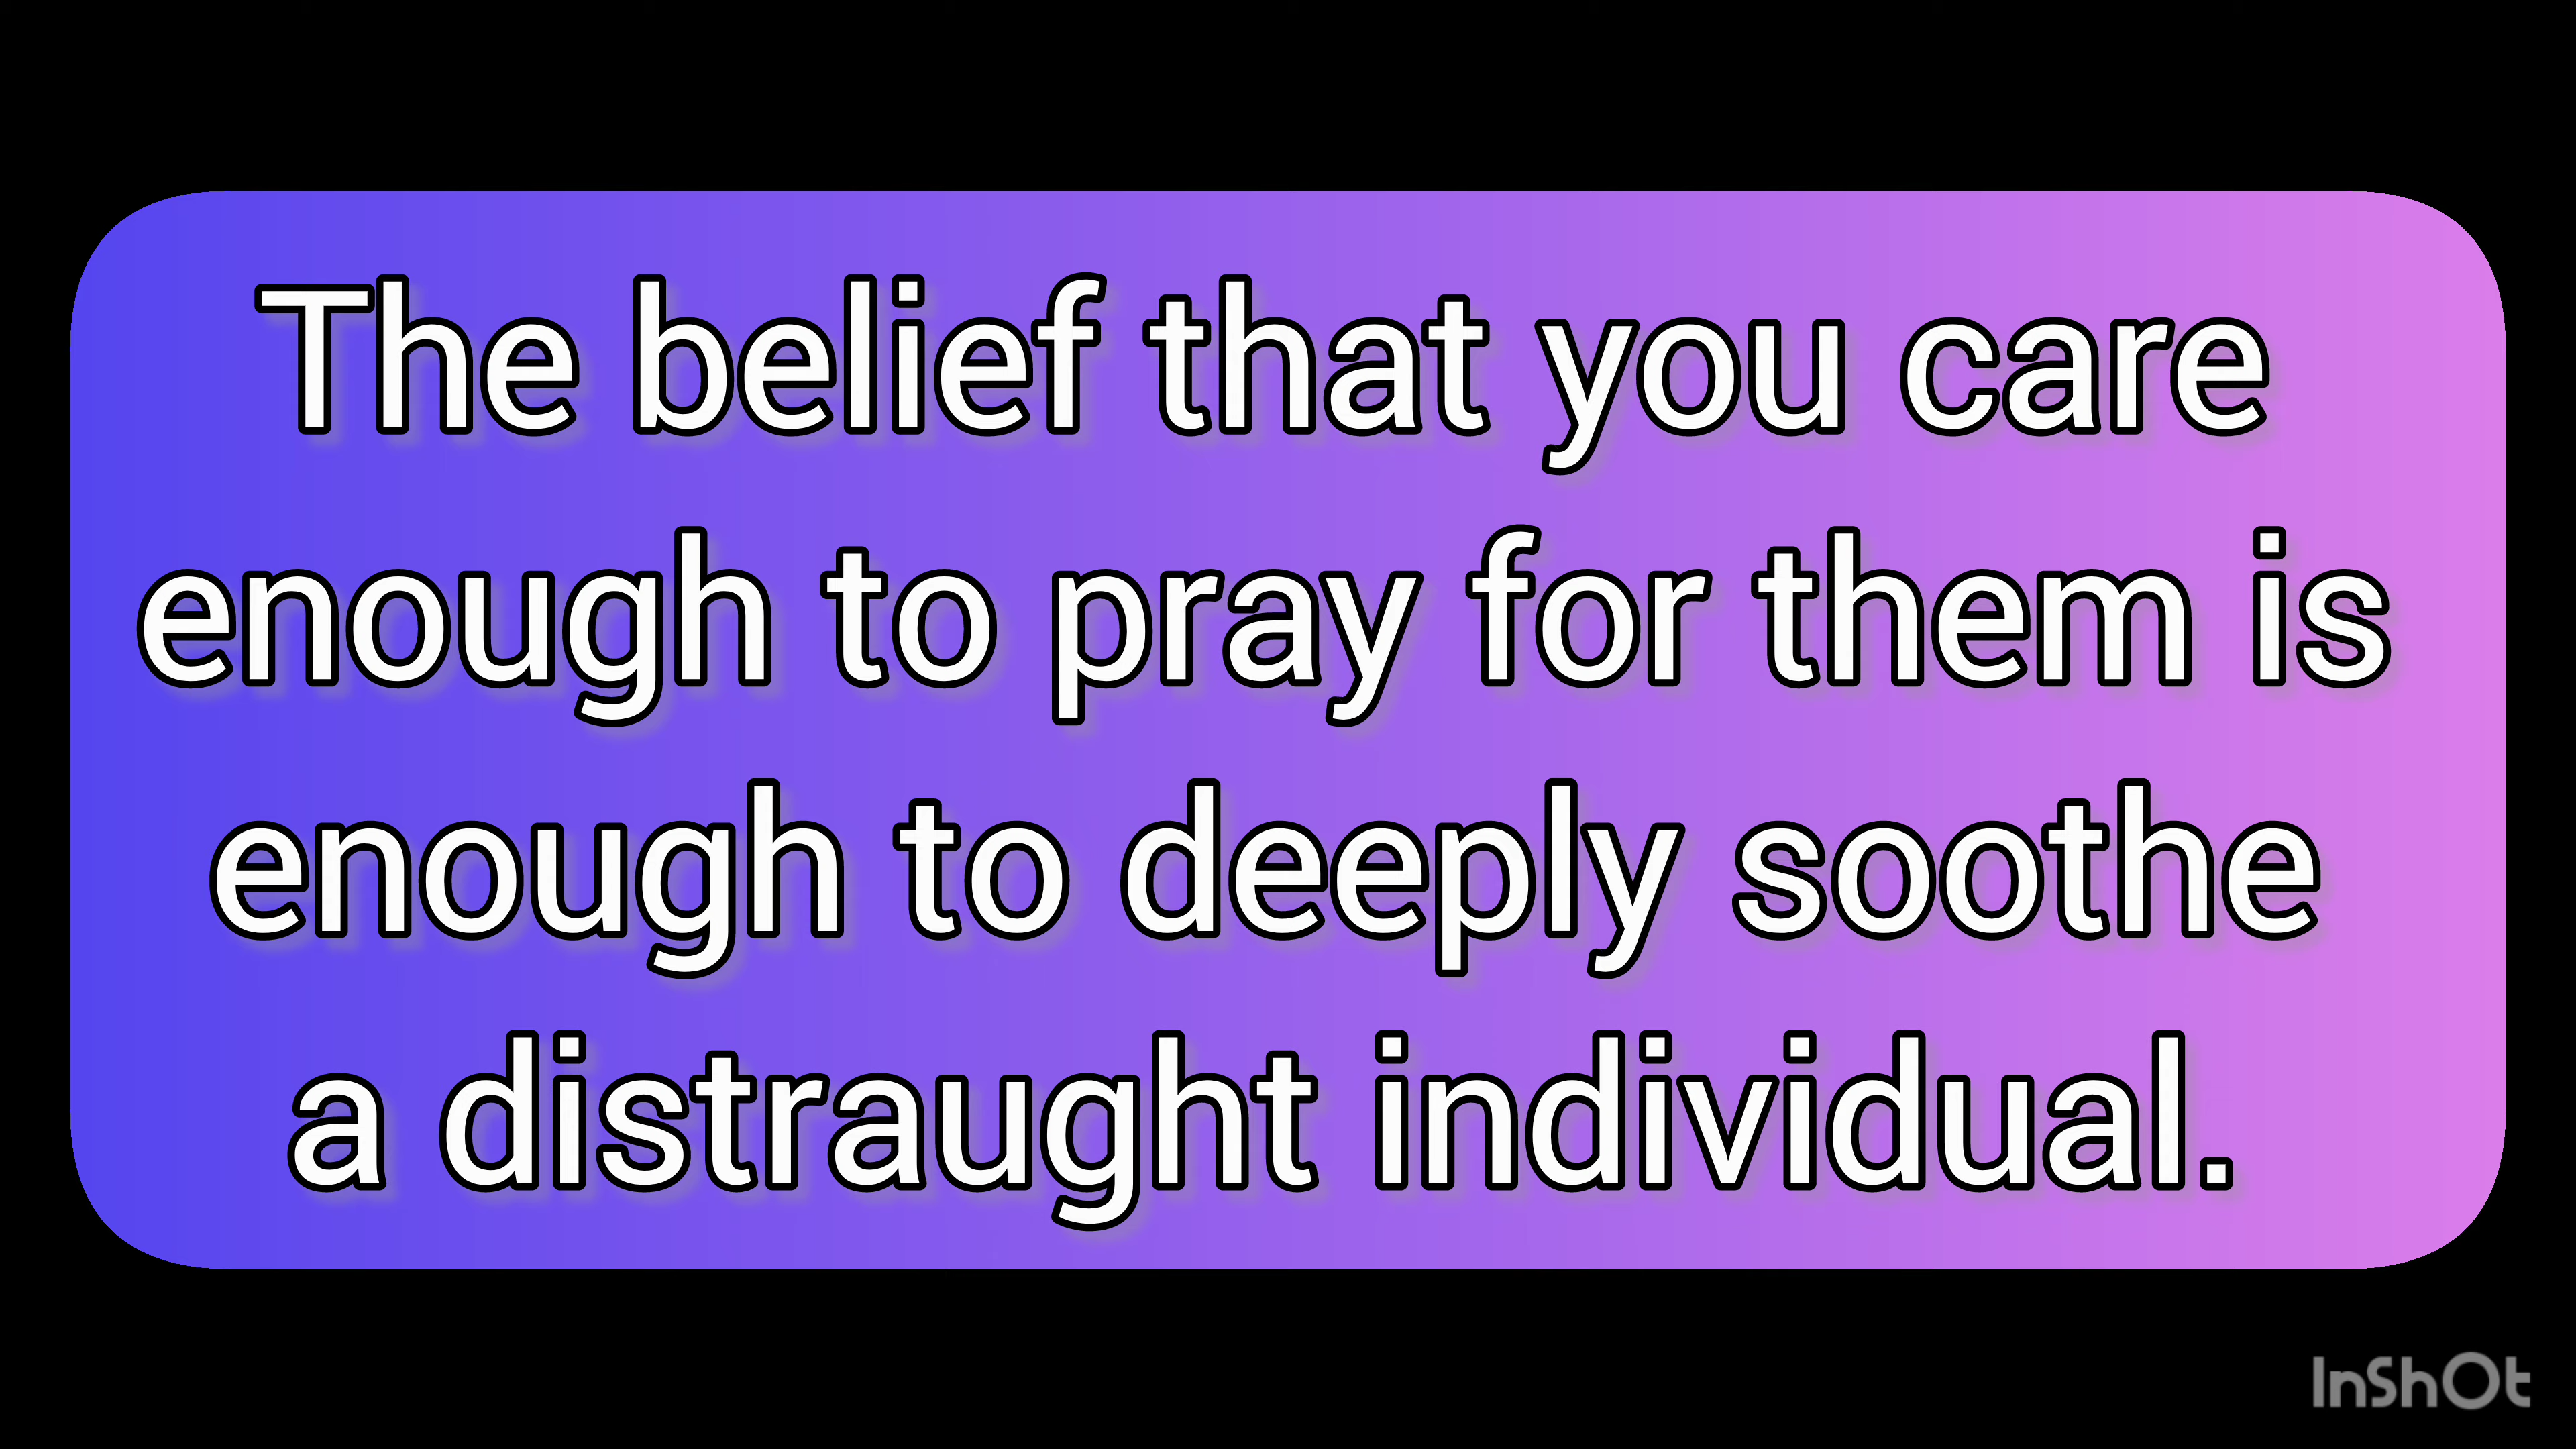 The belief that you care
enough to pray for them is
enough to deeply soothe
a distraught individual.
InShOt